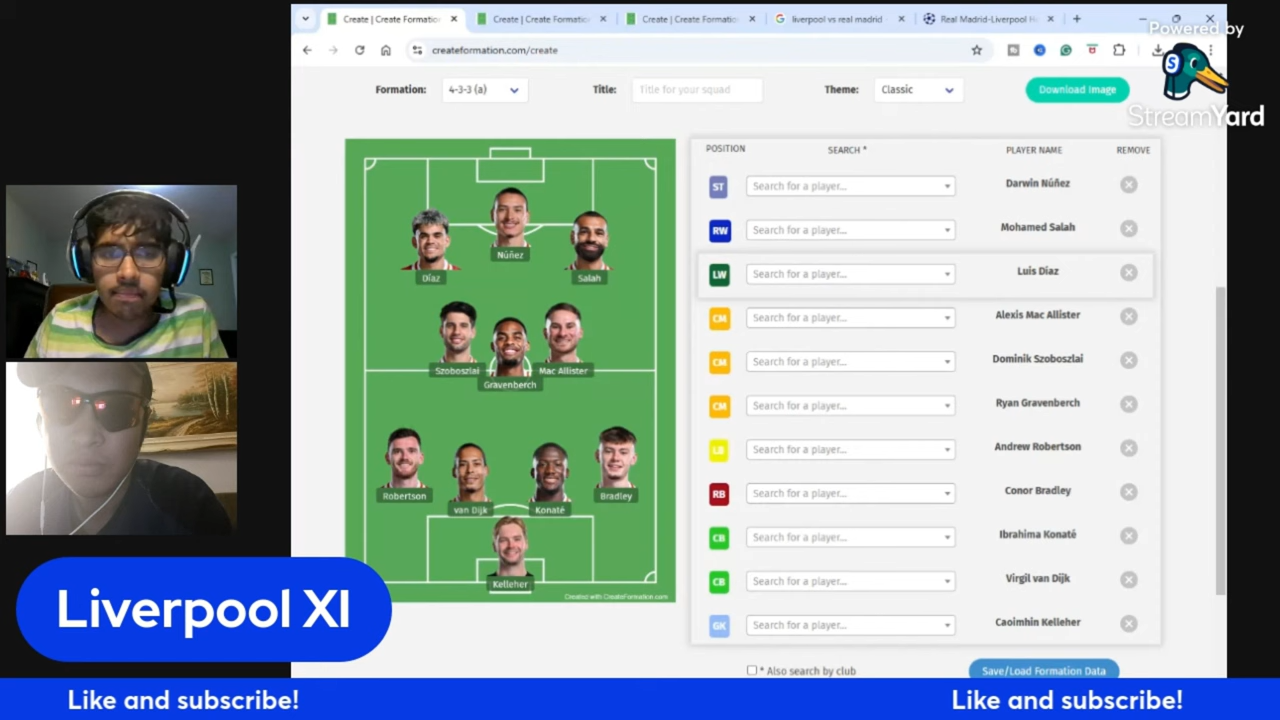 Create | Create Formation
Create | Create Formation
Create | Create Formation
liverpool vs real madrid
Real Madrid-Liverpool
createformation.com/create
Powered by
StreamYard
Formation:
4-3-3 (a)
Title:
Title for your squad
Theme:
Classic
Download Image
POSITION
SEARCH *
PLAYER NAME
REMOVE
ST
Search for a player...
Darwin Núñez
RW
Search for a player...
Mohamed Salah
LW
Search for a player...
Luis Díaz
CM
Search for a player...
Alexis Mac Allister
CM
Search for a player...
Dominik Szoboszlai
CM
Search for a player...
Ryan Gravenberch
LB
Search for a player...
Andrew Robertson
RB
Search for a player...
Conor Bradley
CB
Search for a player...
Ibrahima Konaté
CB
Search for a player...
Virgil van Dijk
GK
Search for a player...
Caoimhin Kelleher
* Also search by club
Save/Load Formation Data
Núñez
Díaz
Salah
Szoboszlai
Mac Allister
Gravenberch
Robertson
van Dijk
Konaté
Bradley
Kelleher
Created with CreateFormation.com
Liverpool XI
Like and subscribe!
Like and subscribe!